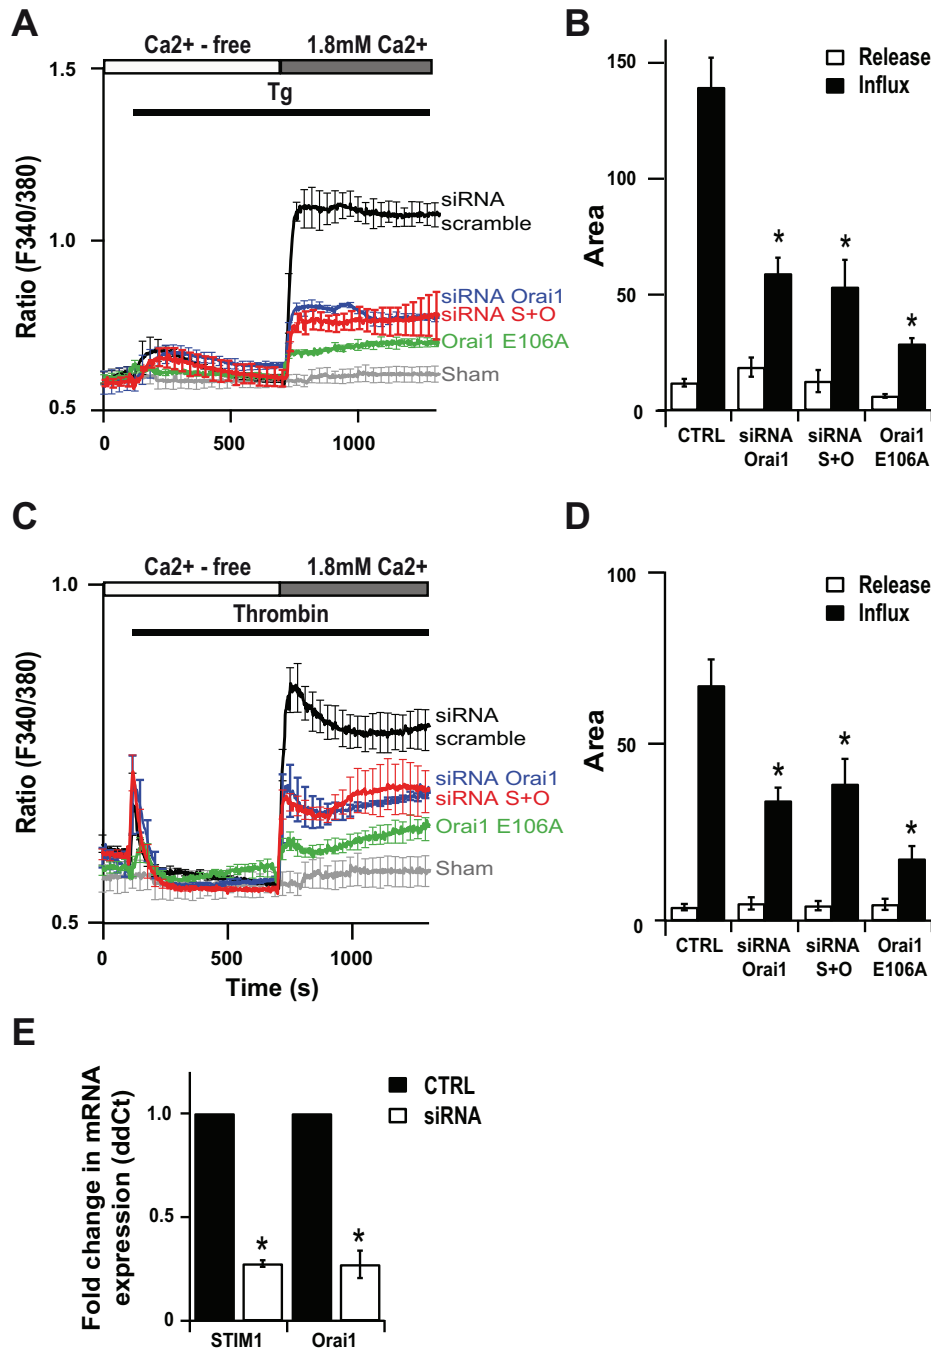 A
Ca2+ - free 1.8mM Ca2+
Tg
1.5
1.0
0.5
Ratio (F340/380)
siRNA
scramble
siRNA Orai1
siRNA S+O
Orai1 E106A
Sham
0 500 1000
B
Release
Influx
150
100
50
0
Area
* * *
CTRL siRNA Orai1 siRNA S+O Orai1 E106A
C
Ca2+ - free 1.8mM Ca2+
Thrombin
1.0
0.5
Ratio (F340/380)
siRNA
scramble
siRNA Orai1
siRNA S+O
Orai1 E106A
Sham
0 500 1000
Time (s)
D
Release
Influx
100
50
0
Area
* * *
CTRL siRNA Orai1 siRNA S+O Orai1 E106A
E
CTRL
siRNA
1.0
0.5
0
Fold change in mRNA
expression (ddCt)
* *
STIM1 Orai1